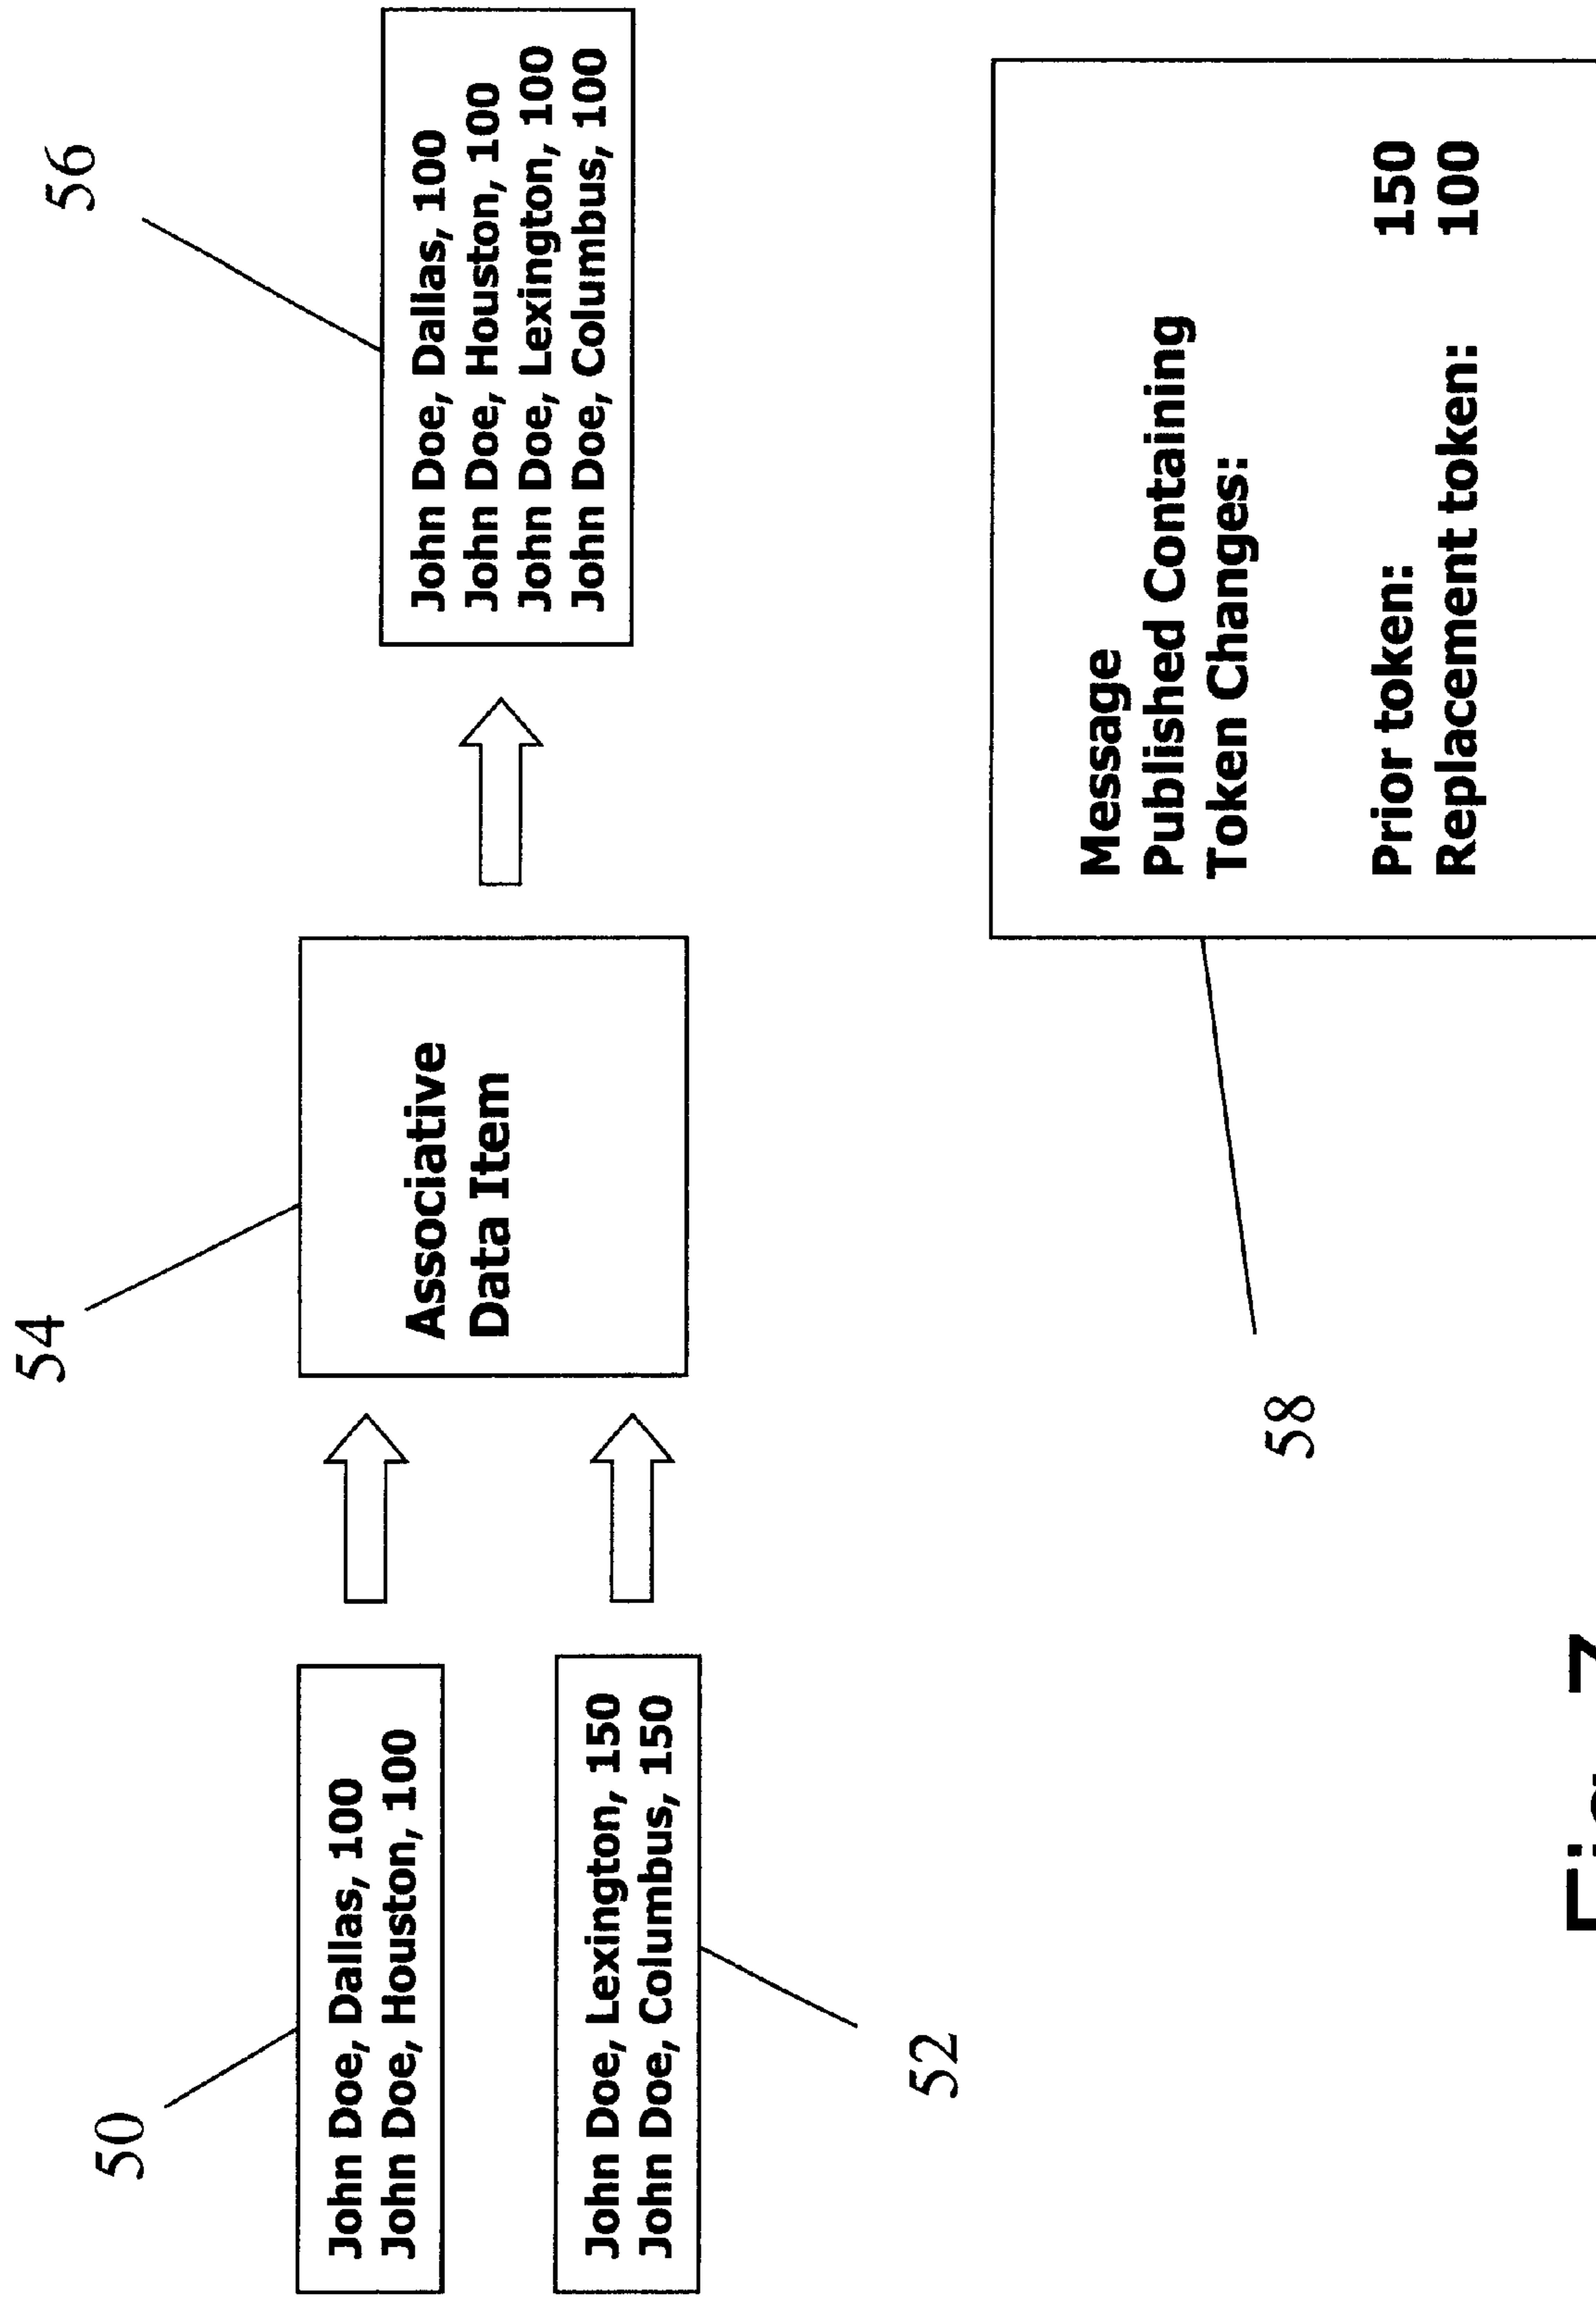 50
John Doe, Dallas, 100
John Doe, Houston, 100
John Doe, Lexington, 150
John Doe, Columbus, 150
52
54
Associative
Data Item
56
John Doe, Dallas, 100
John Doe, Houston, 100
John Doe, Lexington, 100
John Doe, Columbus, 100
58
Message
Published Containing
Token Changes:
Prior token: 150
Replacement token: 100